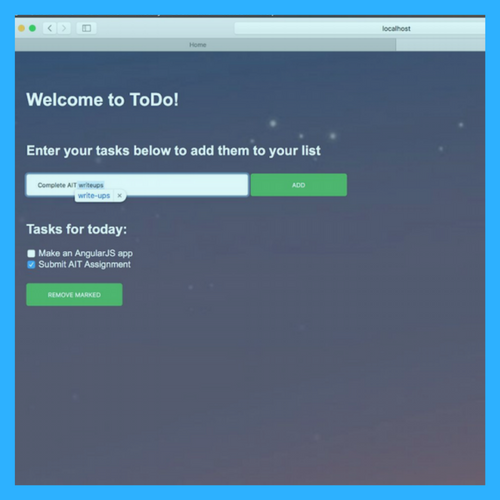 localhost
Home
Welcome to ToDo!
Enter your tasks below to add them to your list
Complete AIT writeups
ADD
write-ups ×
Tasks for today:
Make an AngularJS app
Submit AIT Assignment
REMOVE MARKED